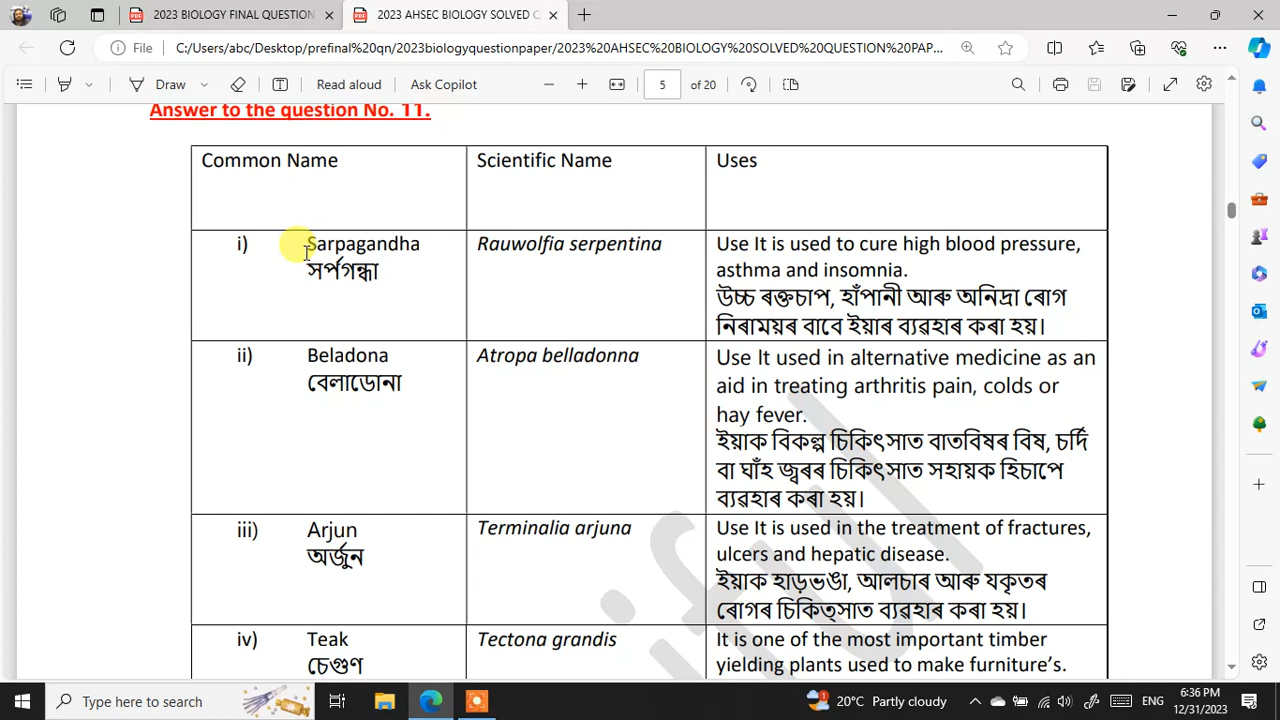 2023 BIOLOGY FINAL QUESTION
2023 AHSEC BIOLOGY SOLVED Q
File
C:/Users/abc/Desktop/prefinal%20qn/2023biologyquestionpaper/2023%20AHSEC%20BIOLOGY%20SOLVED%20QUESTION%20PAP...
Draw
Read aloud
Ask Copilot
5 of 20
Answer to the question No. 11.
Common Name Scientific Name Uses
i) Sarpagandha
সৰ্পগন্ধা
Rauwolfia serpentina
Use It is used to cure high blood pressure,
asthma and insomnia.
উচ্চ ৰক্তচাপ, হাঁপানী আৰু অনিদ্ৰা ৰোগ
নিৰাময়ৰ বাবে ইয়াৰ ব্যৱহাৰ কৰা হয়।
ii) Beladona
বেলাডোনা
Atropa belladonna
Use It used in alternative medicine as an
aid in treating arthritis pain, colds or
hay fever.
ইয়াক বিকল্প চিকিৎসাত বাতবিষৰ বিষ, চৰ্দি
বা ঘাঁহ জ্বৰৰ চিকিৎসাত সহায়ক হিচাপে
ব্যৱহাৰ কৰা হয়।
iii) Arjun
অৰ্জুন
Terminalia arjuna
Use It is used in the treatment of fractures,
ulcers and hepatic disease.
ইয়াক হাড়ভঙা, আলচাৰ আৰু যকৃতৰ
ৰোগৰ চিকিত্সাত ব্যৱহাৰ কৰা হয়।
iv) Teak
চেগুণ
Tectona grandis
It is one of the most important timber
yielding plants used to make furniture’s.
iful
Type here to search
1
20°C Partly cloudy
ENG
6:36 PM
12/31/2023